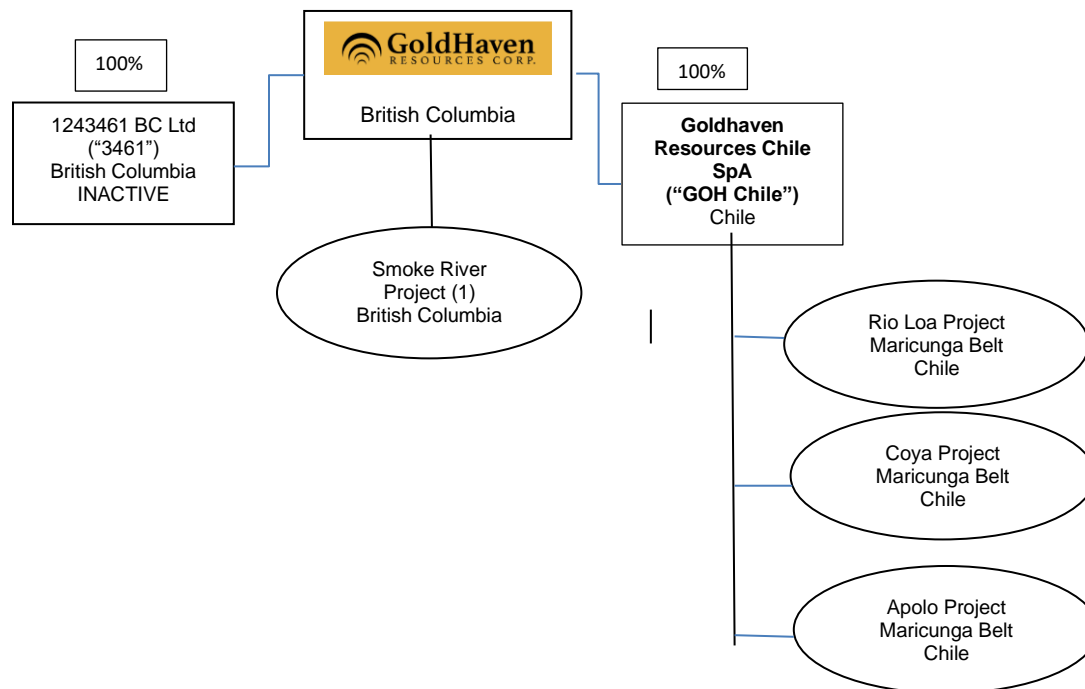 100%
1243461 BC Ltd
(“3461”)
British Columbia
INACTIVE
GoldHaven
RESOURCES CORP.
British Columbia
100%
Goldhaven
Resources Chile
SpA
(“GOH Chile”)
Chile
Smoke River
Project (1)
British Columbia
Rio Loa Project
Maricunga Belt
Chile
Coya Project
Maricunga Belt
Chile
Apolo Project
Maricunga Belt
Chile